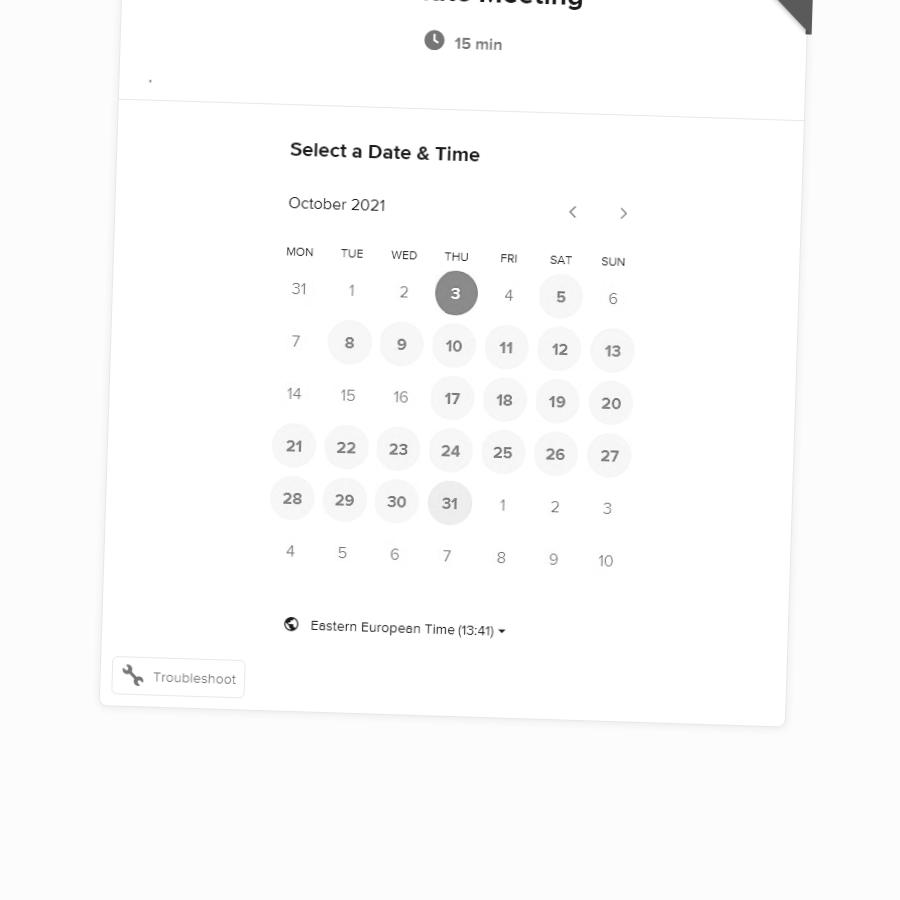 Meeting
15 min
.
Select a Date & Time
October 2021
MON TUE WED THU FRI SAT SUN
31 1 2 3 4 5 6
7 8 9 10 11 12 13
14 15 16 17 18 19 20
21 22 23 24 25 26 27
28 29 30 31 1 2 3
4 5 6 7 8 9 10
Eastern European Time (13:41)
Troubleshoot